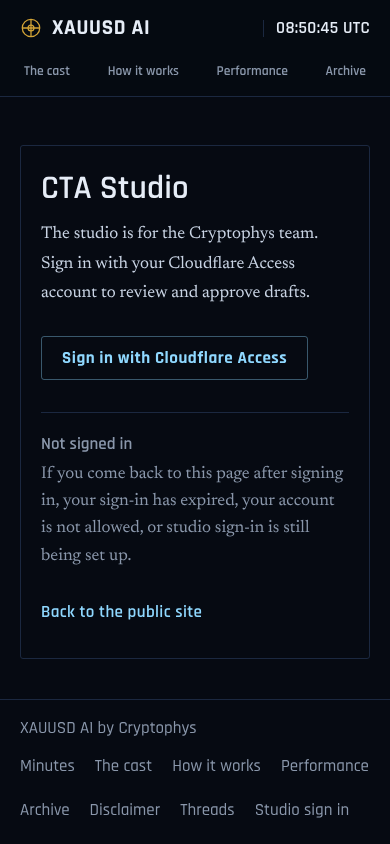 XAUUSD AI
08:50:45 UTC
The cast How it works Performance Archive
CTA Studio
The studio is for the Cryptophys team.
Sign in with your Cloudflare Access
account to review and approve drafts.
Sign in with Cloudflare Access
Not signed in
If you come back to this page after signing
in, your sign-in has expired, your account
is not allowed, or studio sign-in is still
being set up.
Back to the public site
XAUUSD AI by Cryptophys
Minutes The cast How it works Performance
Archive Disclaimer Threads Studio sign in